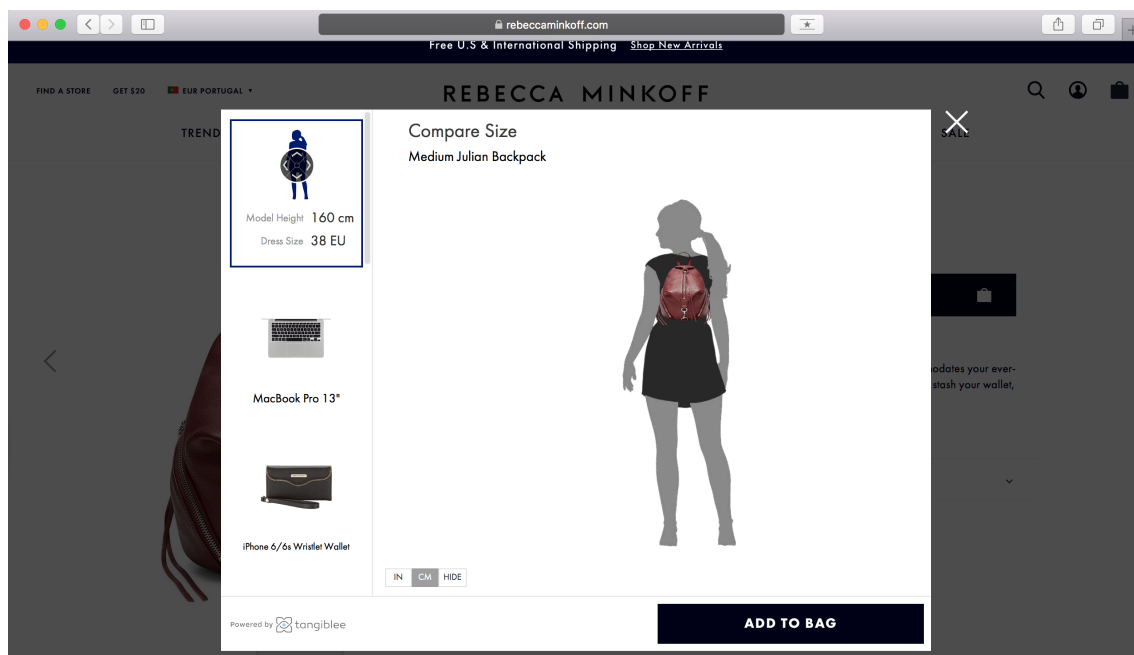 rebeccaminkoff.com
Free U.S & International Shipping Shop New Arrivals
FIND A STORE GET $20 EUR PORTUGAL
REBECCA MINKOFF
TREND
SALE
Compare Size
Medium Julian Backpack
Model Height 160 cm
Dress Size 38 EU
MacBook Pro 13"
iPhone 6/6s Wristlet Wallet
odates your ever-
stash your wallet,
IN CM HIDE
Powered by tangiblee
ADD TO BAG